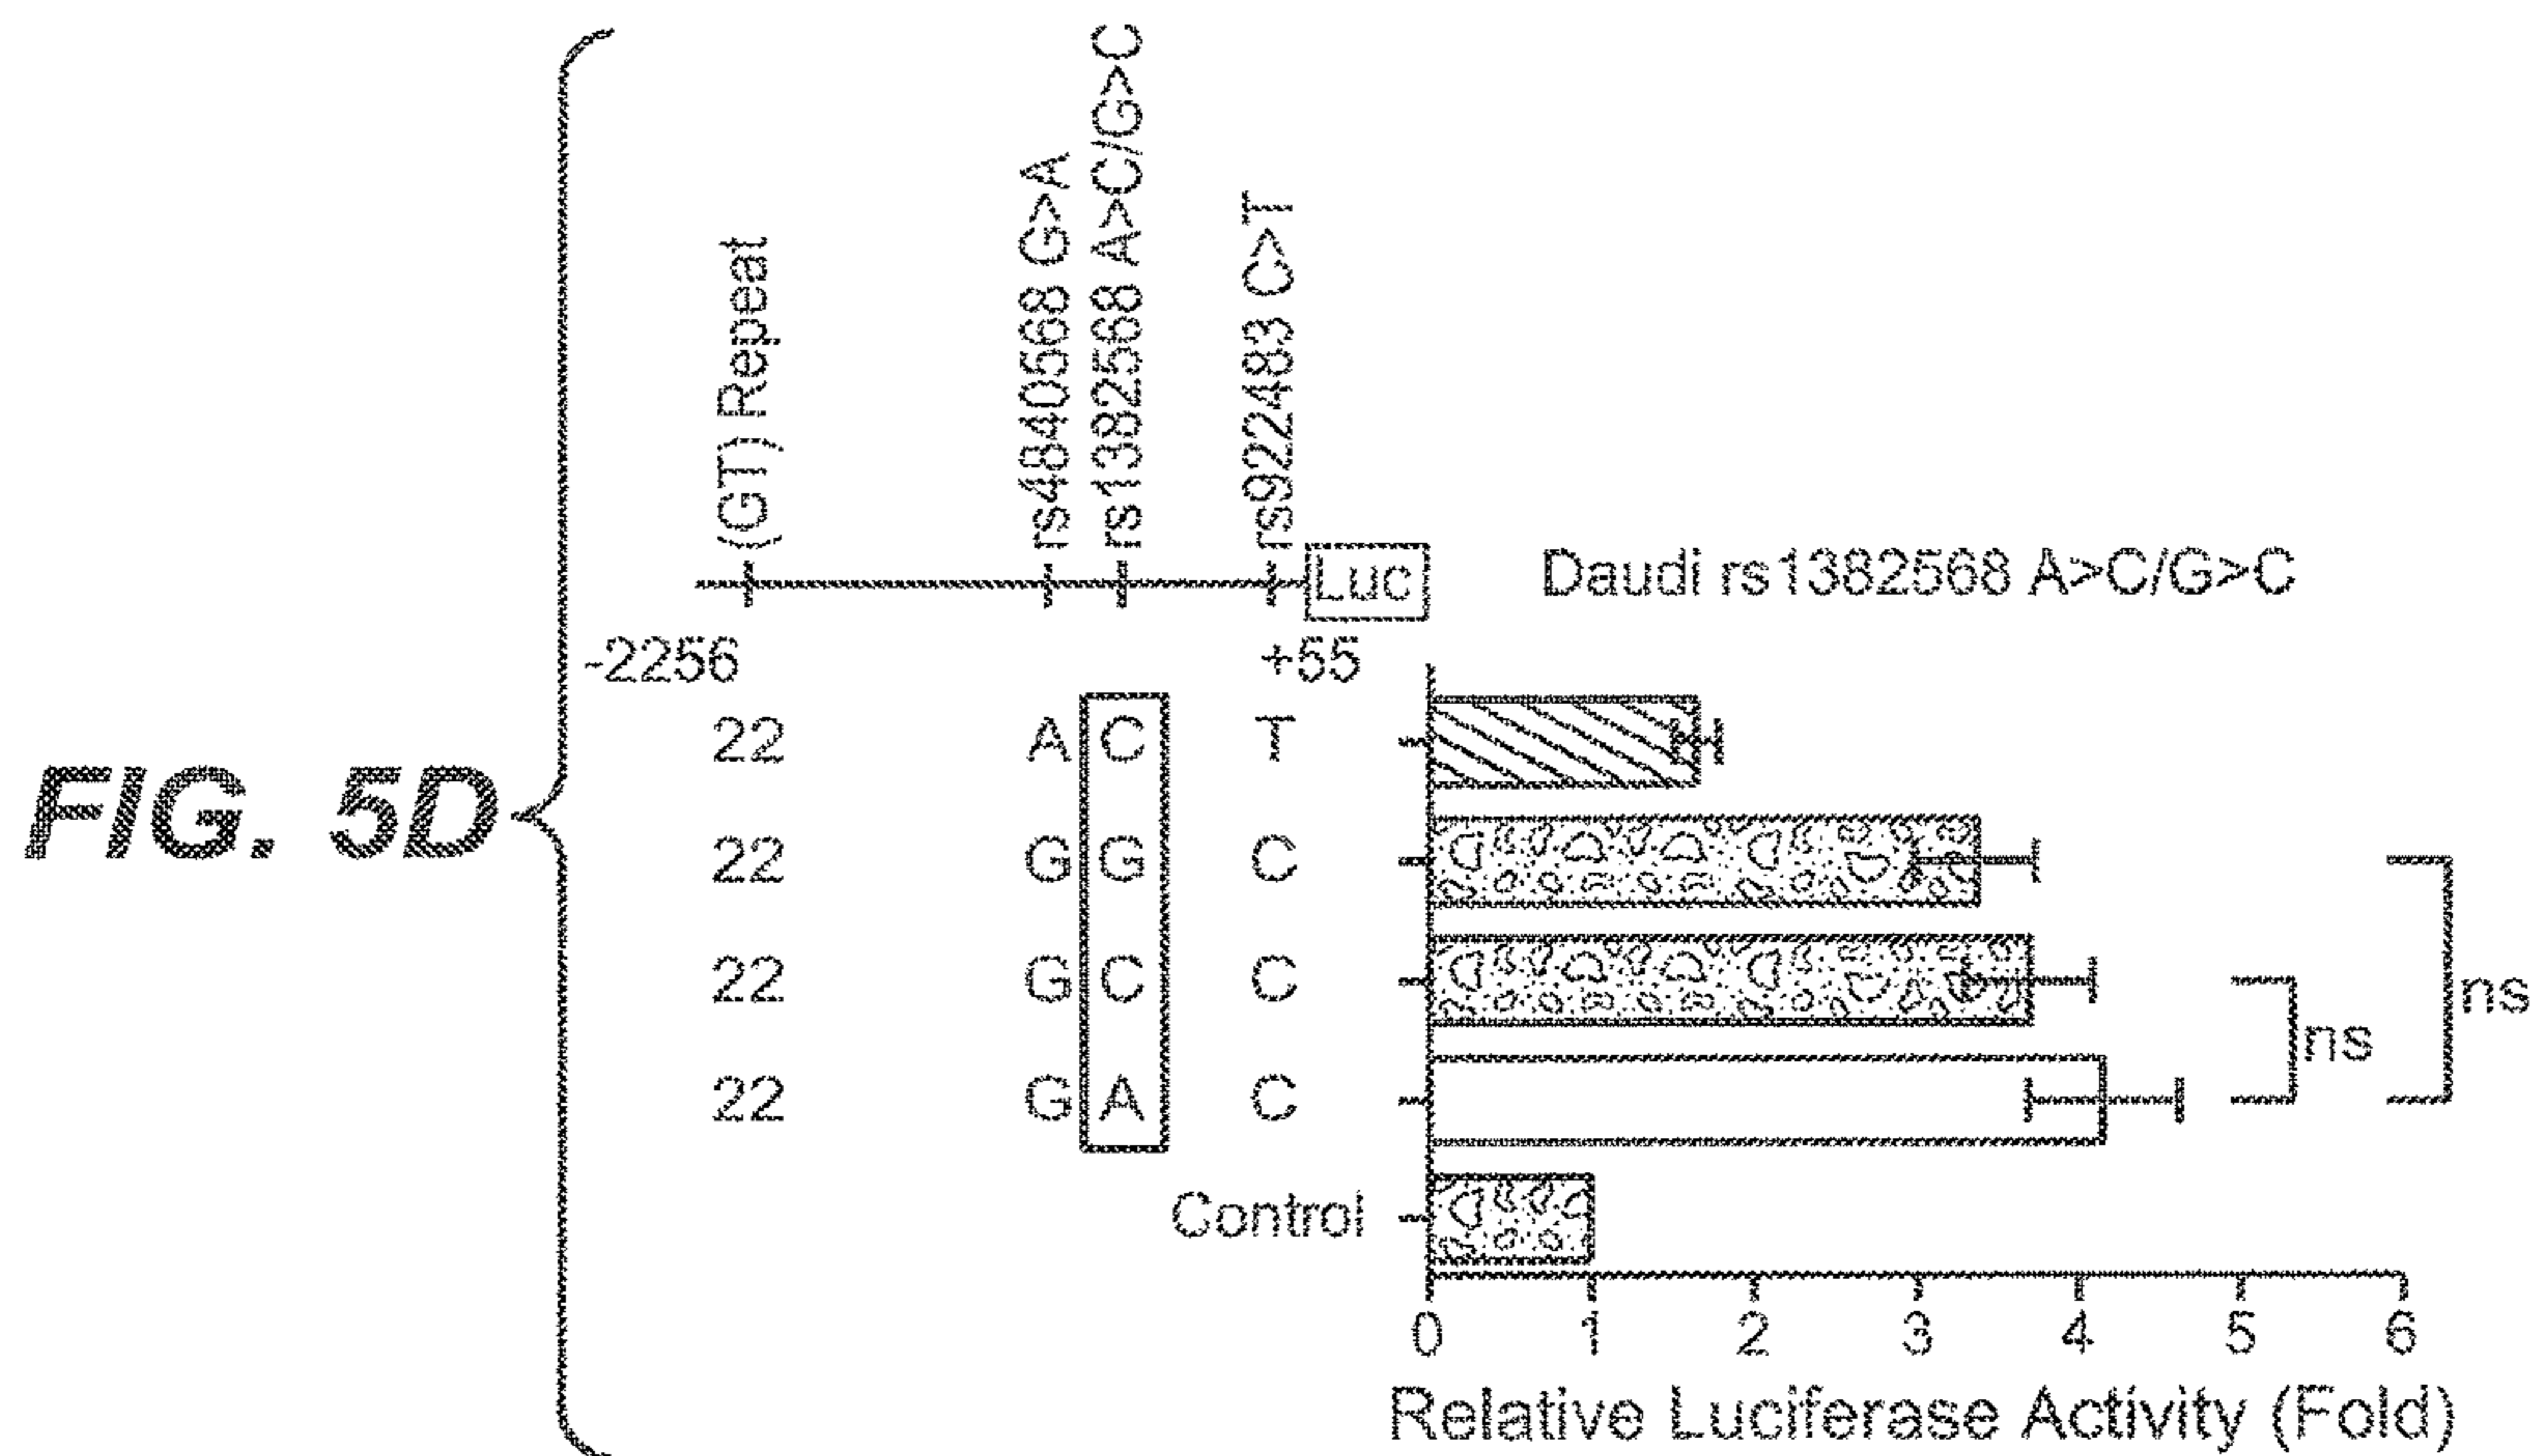 FIG. 5D
(GT) Repeat
rs4840568 G>A
rs1382568 A>C/G>C
rs922483 C>T
Luc
Daudi rs1382568 A>C/G>C
-2256 +55
22 A C T
22 G G C
22 G C C
22 G A C
Control
ns
ns
0 1 2 3 4 5 6
Relative Luciferase Activity (Fold)